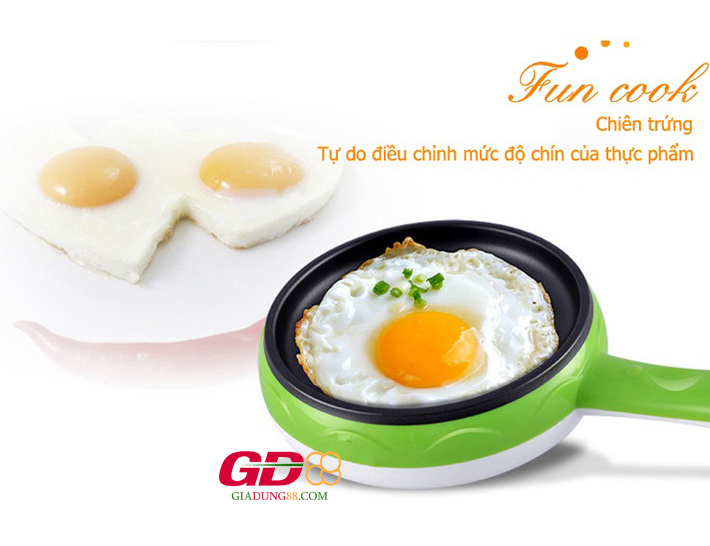 Fun cook
Chiên trứng
Tự do điều chỉnh mức độ chín của thực phẩm
GD88
GIADUNG88.COM